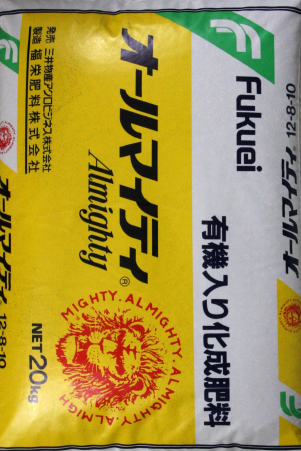 Fukuei
有機入り化成肥料
オールマイティ®
Almighty
MIGHTY.ALMIGHTY.ALMIGH
発売 三井物産アグロビジネス株式会社
製造 福栄肥料株式会社
NET20kg
オールマイティ 12-8-10
オールマイティ 12-8-10